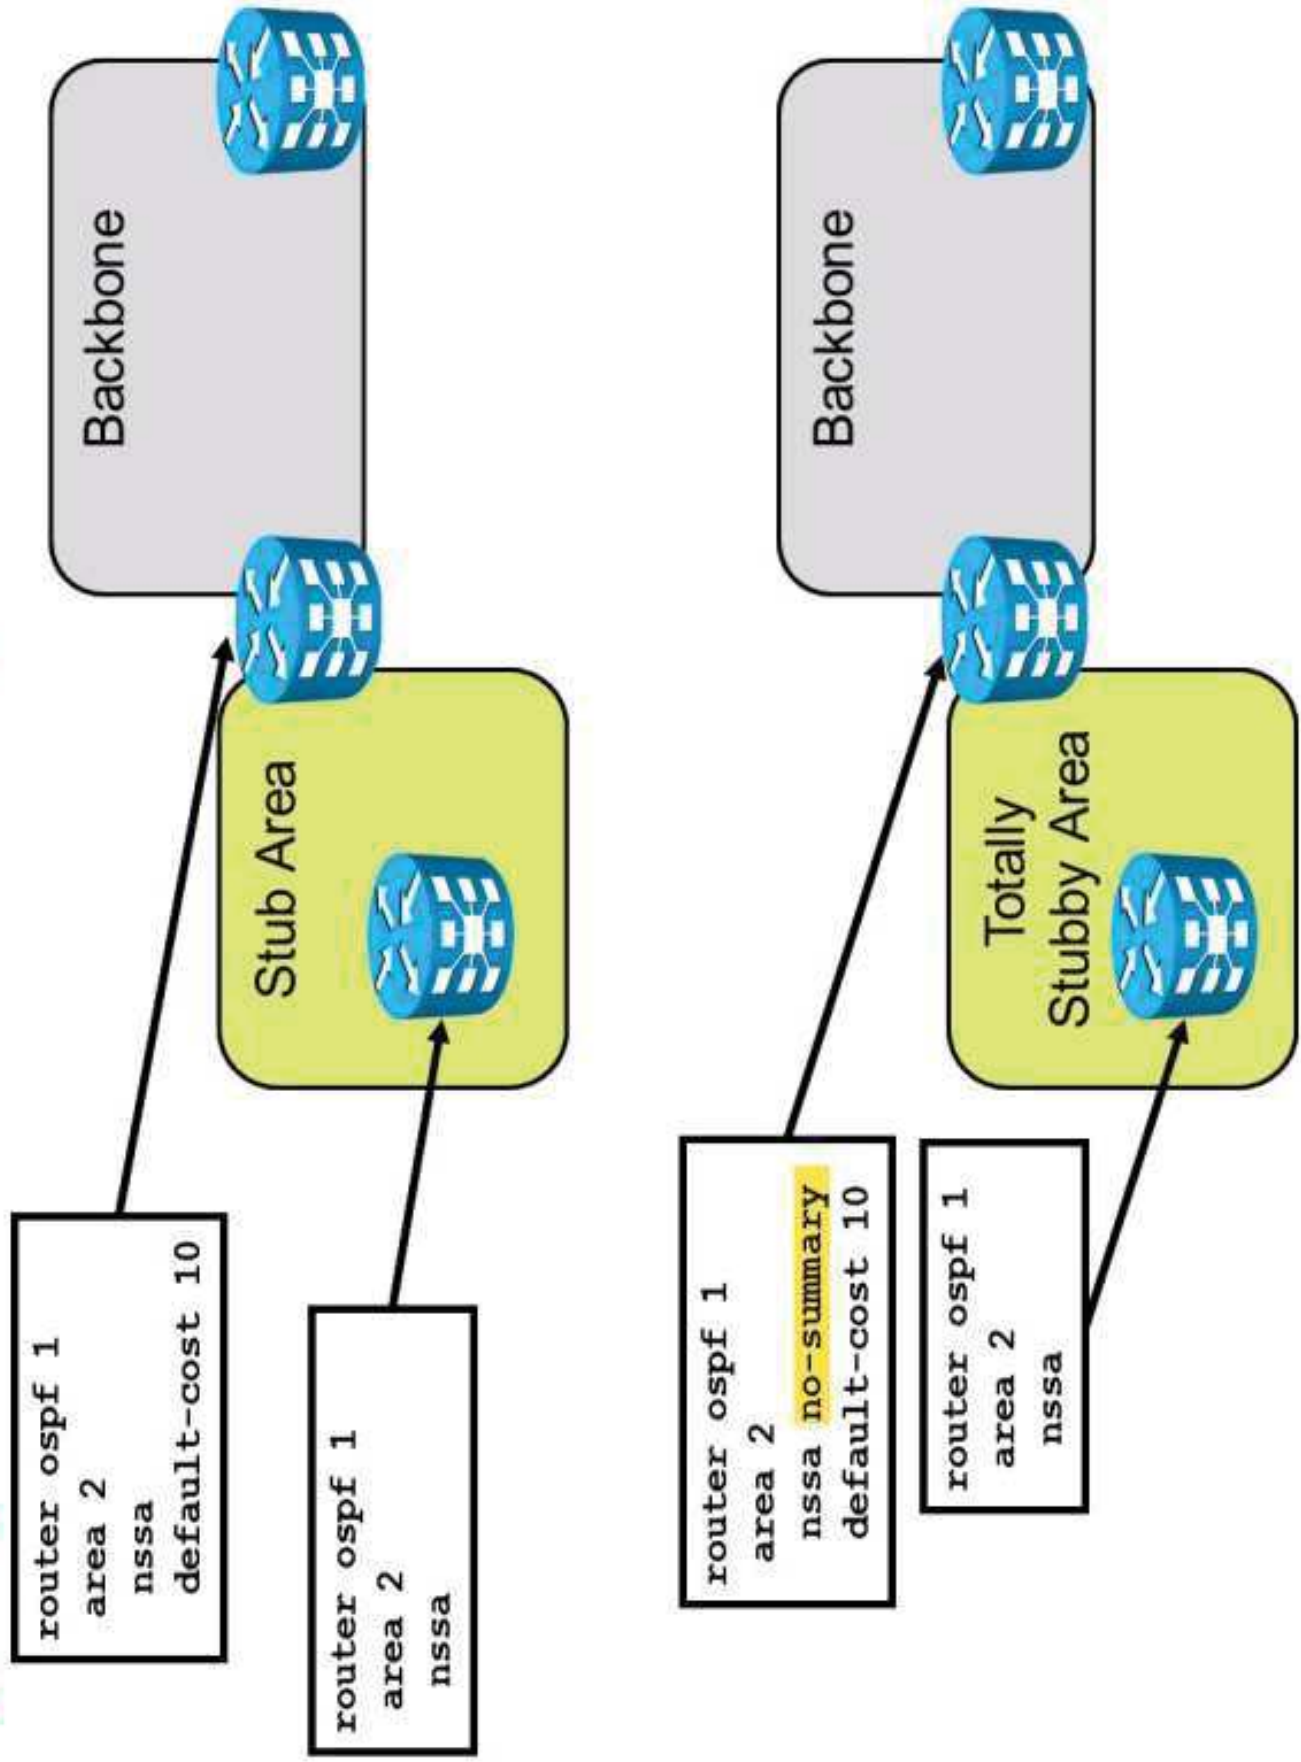 router ospf 1
area 2
nssa
default-cost 10
router ospf 1
area 2
nssa
Stub Area
Backbone
router ospf 1
area 2
nssa no-summary
default-cost 10
router ospf 1
area 2
nssa
Totally
Stubby Area
Backbone